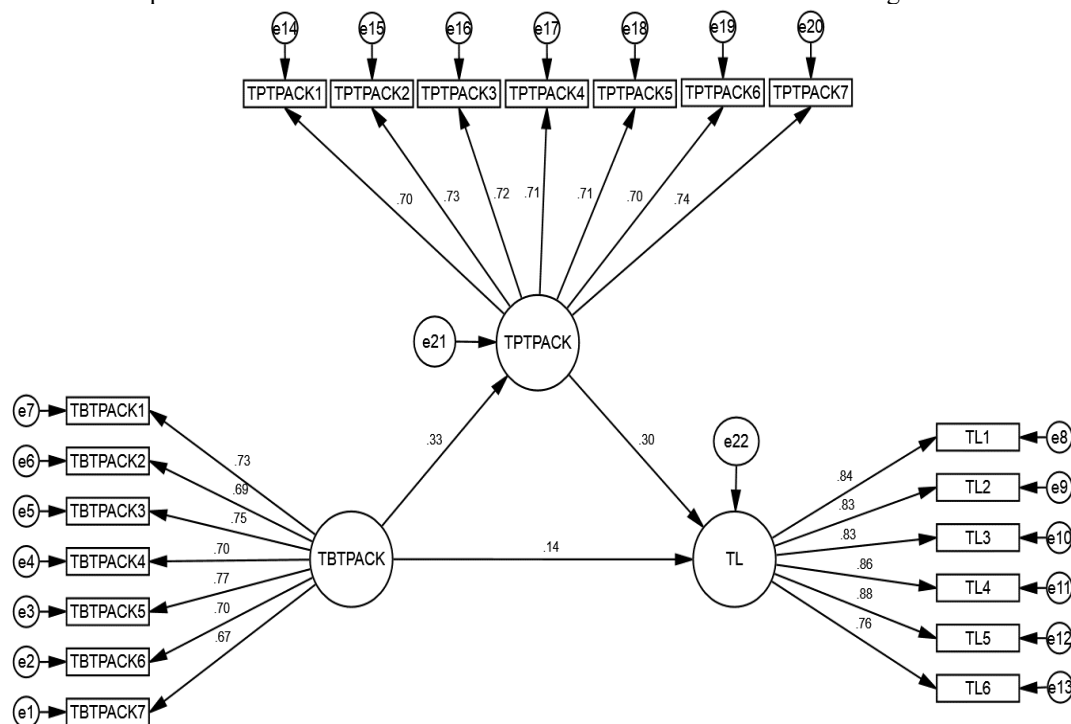 e14 e15 e16 e17 e18 e19 e20
TPTPACK1 TPTPACK2 TPTPACK3 TPTPACK4 TPTPACK5 TPTPACK6 TPTPACK7
.70 .73 .72 .71 .71 .70 .74
e21 TPTPACK
.33 .30
e22
e7 TBTPACK1
e6 TBTPACK2
e5 TBTPACK3
e4 TBTPACK4
e3 TBTPACK5
e2 TBTPACK6
e1 TBTPACK7
.73
.69
.75
.70
.77
.70
.67
TBTPACK
.14
TL
.84
.83
.83
.86
.88
.76
TL1 e8
TL2 e9
TL3 e10
TL4 e11
TL5 e12
TL6 e13